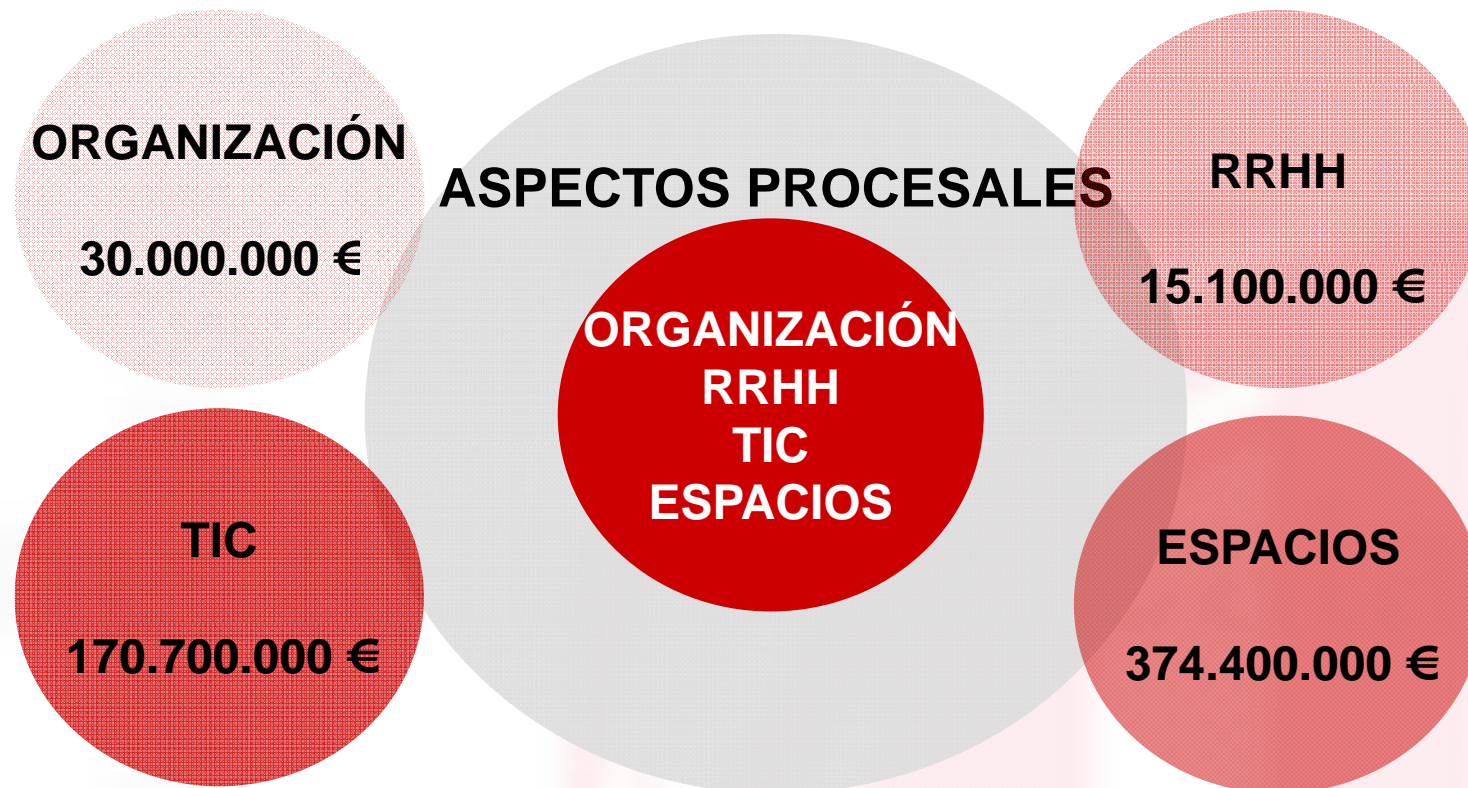 ORGANIZACIÓN
30.000.000 €
ASPECTOS PROCESALES
RRHH
15.100.000 €
ORGANIZACIÓN
RRHH
TIC
ESPACIOS
TIC
170.700.000 €
ESPACIOS
374.400.000 €